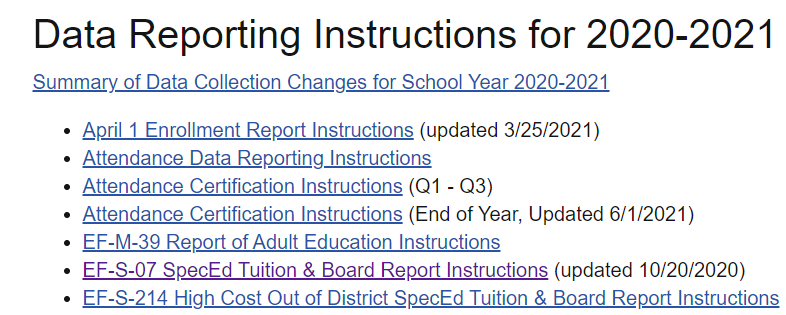 Data Reporting Instructions for 2020-2021
Summary of Data Collection Changes for School Year 2020-2021
April 1 Enrollment Report Instructions (updated 3/25/2021)
Attendance Data Reporting Instructions
Attendance Certification Instructions (Q1 - Q3)
Attendance Certification Instructions (End of Year, Updated 6/1/2021)
EF-M-39 Report of Adult Education Instructions
EF-S-07 SpecEd Tuition & Board Report Instructions (updated 10/20/2020)
EF-S-214 High Cost Out of District SpecEd Tuition & Board Report Instructions